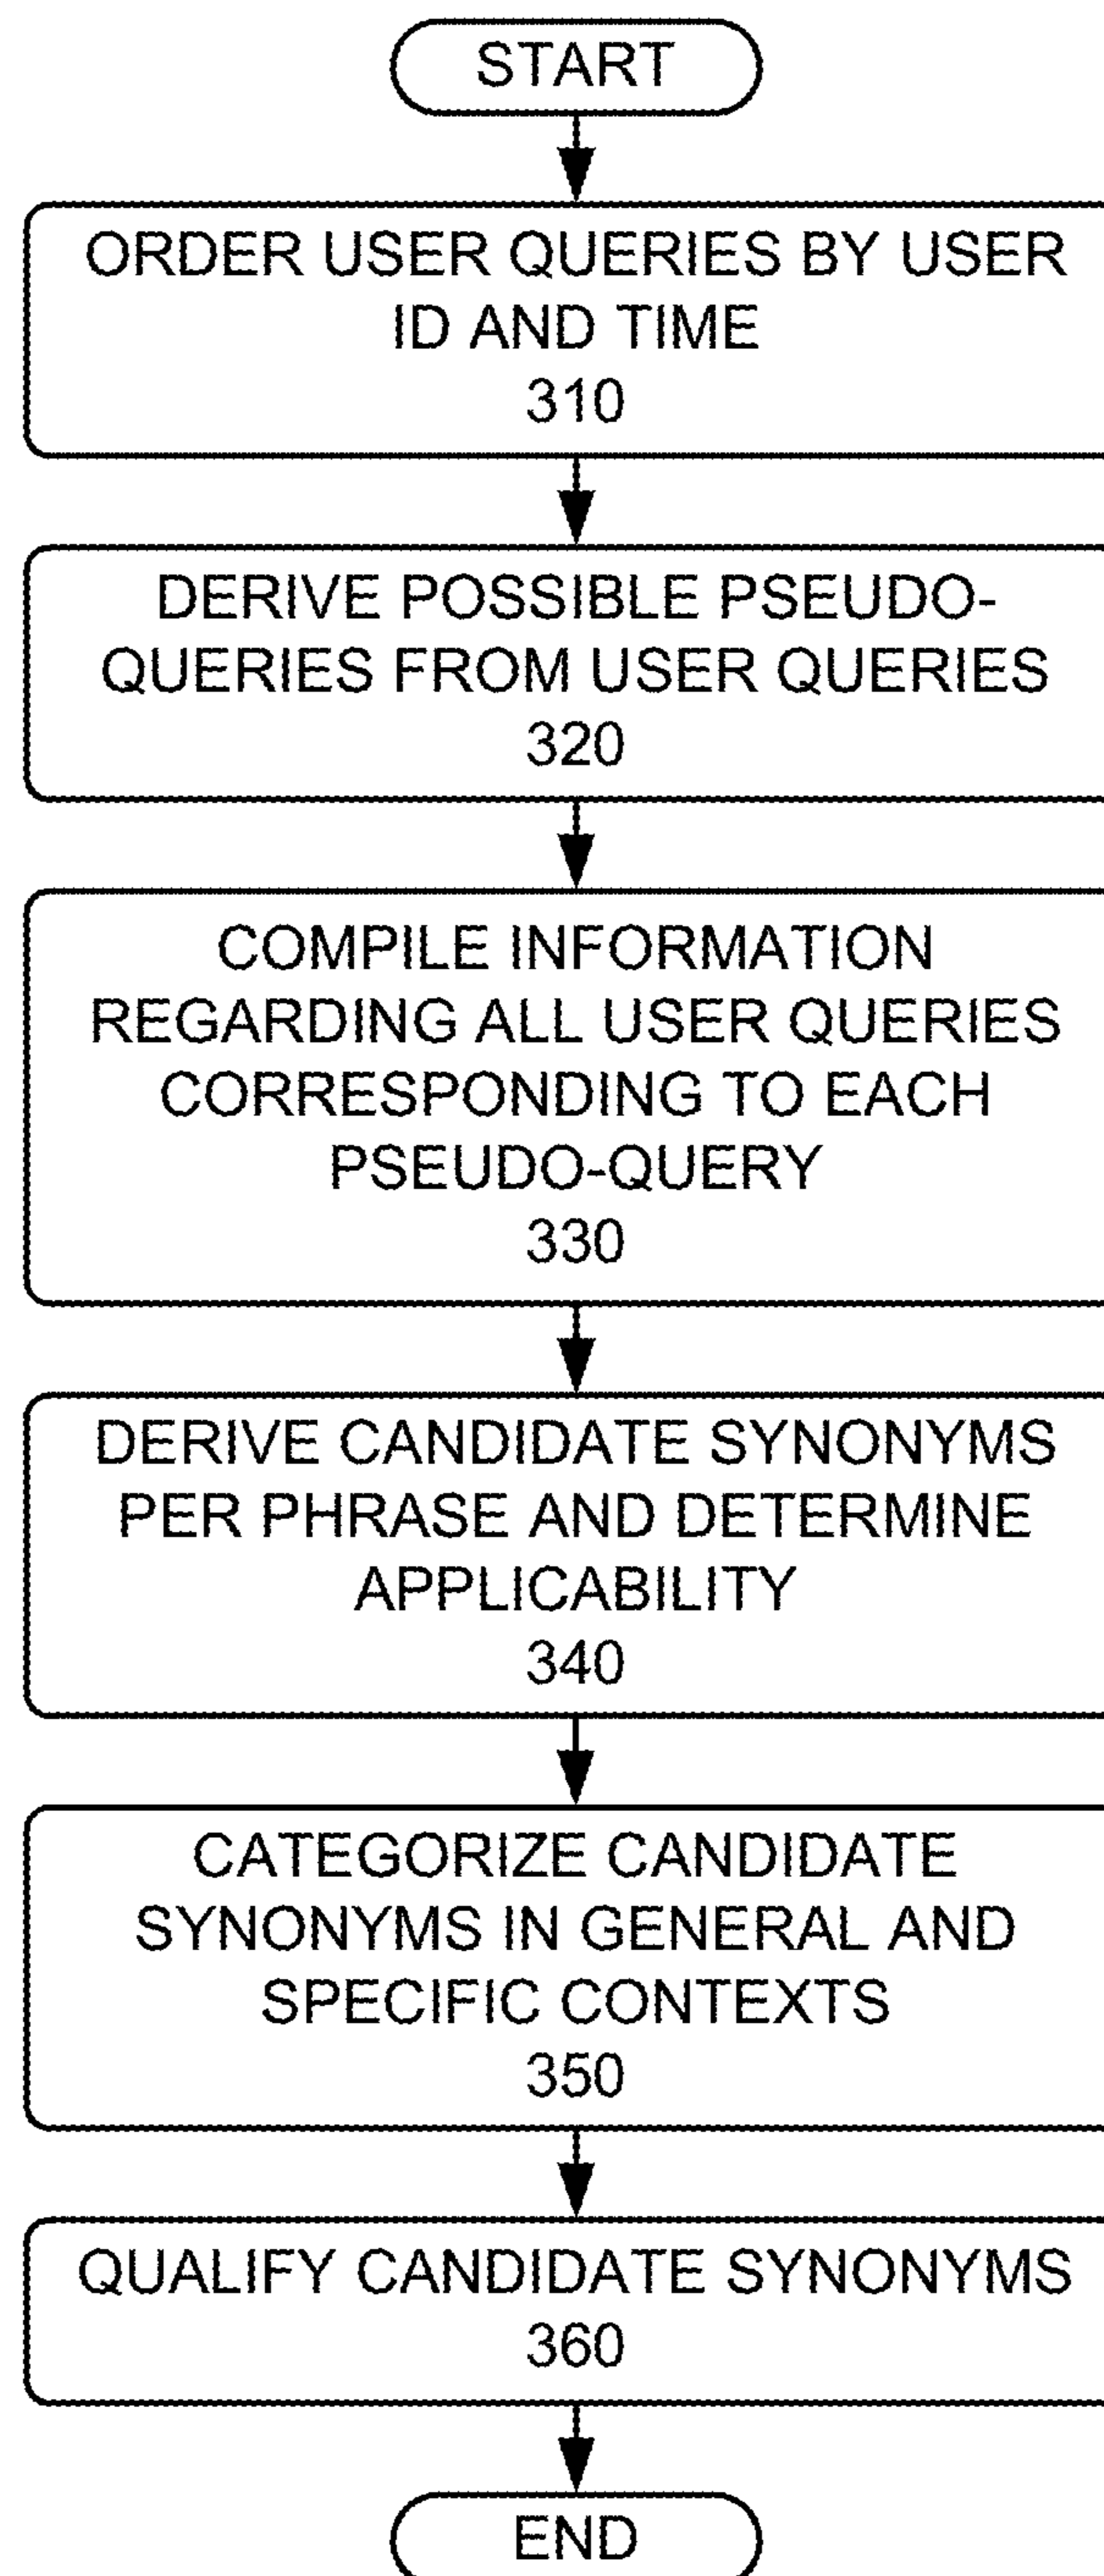 START
ORDER USER QUERIES BY USER
ID AND TIME
310
DERIVE POSSIBLE PSEUDO-
QUERIES FROM USER QUERIES
320
COMPILE INFORMATION
REGARDING ALL USER QUERIES
CORRESPONDING TO EACH
PSEUDO-QUERY
330
DERIVE CANDIDATE SYNONYMS
PER PHRASE AND DETERMINE
APPLICABILITY
340
CATEGORIZE CANDIDATE
SYNONYMS IN GENERAL AND
SPECIFIC CONTEXTS
350
QUALIFY CANDIDATE SYNONYMS
360
END